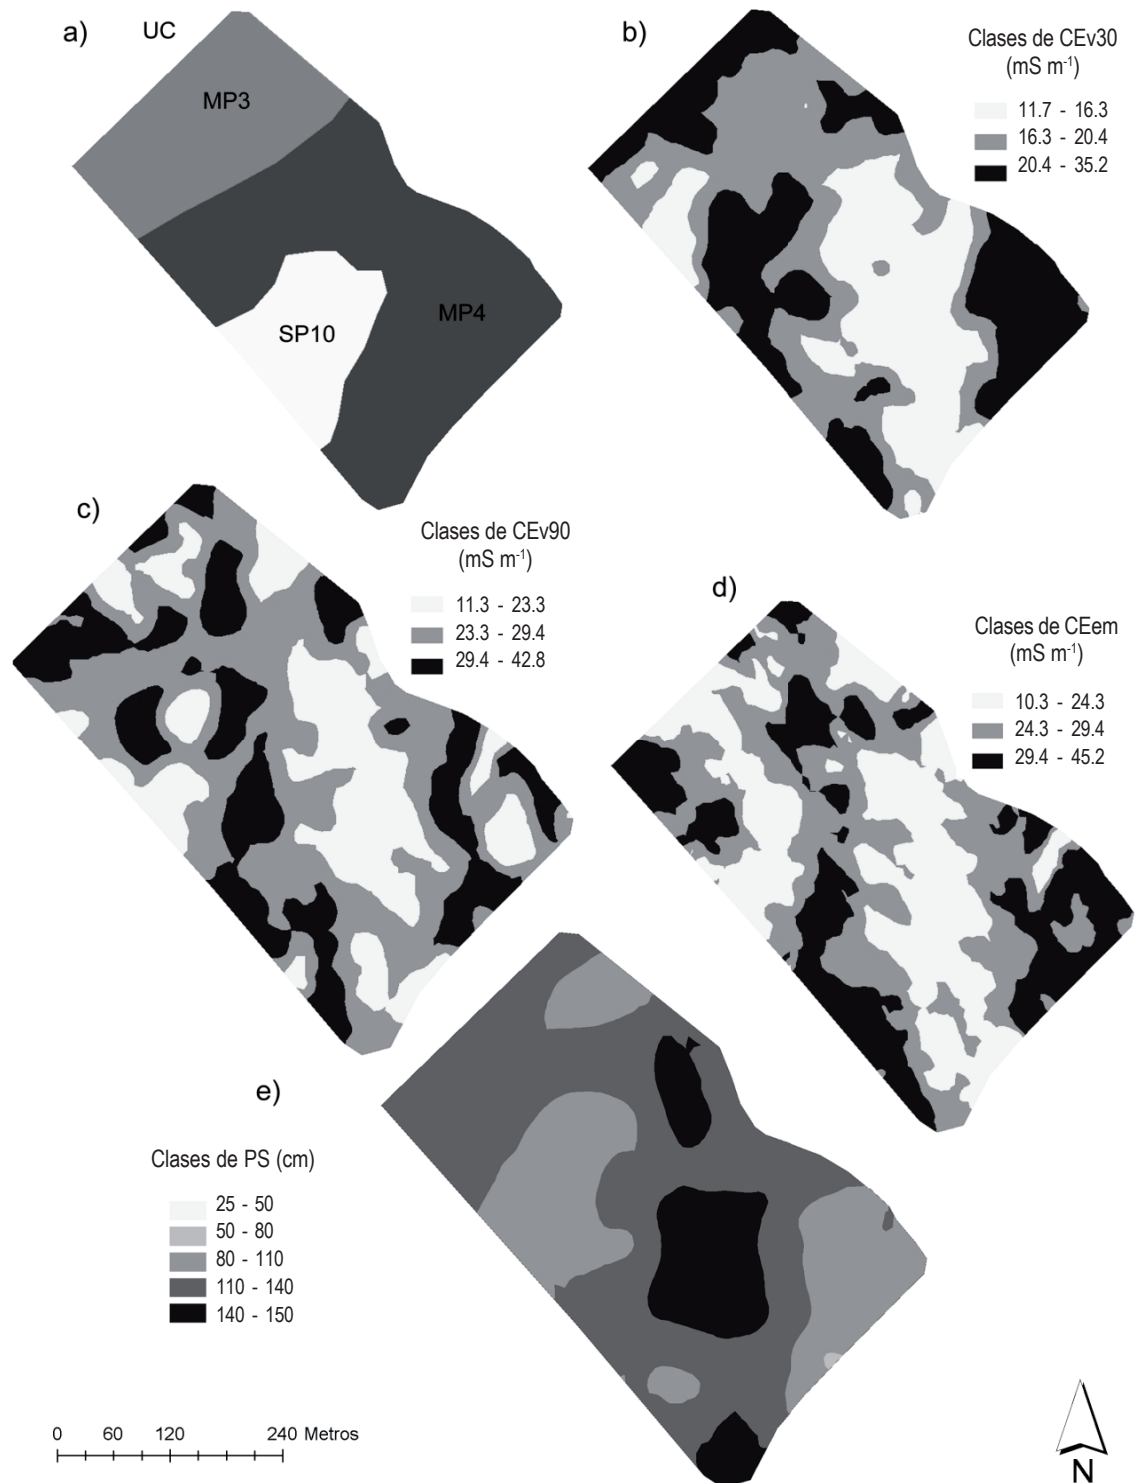 a)
UC
MP3
SP10
MP4
b)
Clases de CEv30
(mS m-1)
11.7 - 16.3
16.3 - 20.4
20.4 - 35.2
c)
Clases de CEv90
(mS m-1)
11.3 - 23.3
23.3 - 29.4
29.4 - 42.8
d)
Clases de CEem
(mS m-1)
10.3 - 24.3
24.3 - 29.4
29.4 - 45.2
e)
Clases de PS (cm)
25 - 50
50 - 80
80 - 110
110 - 140
140 - 150
0 60 120 240 Metros
N